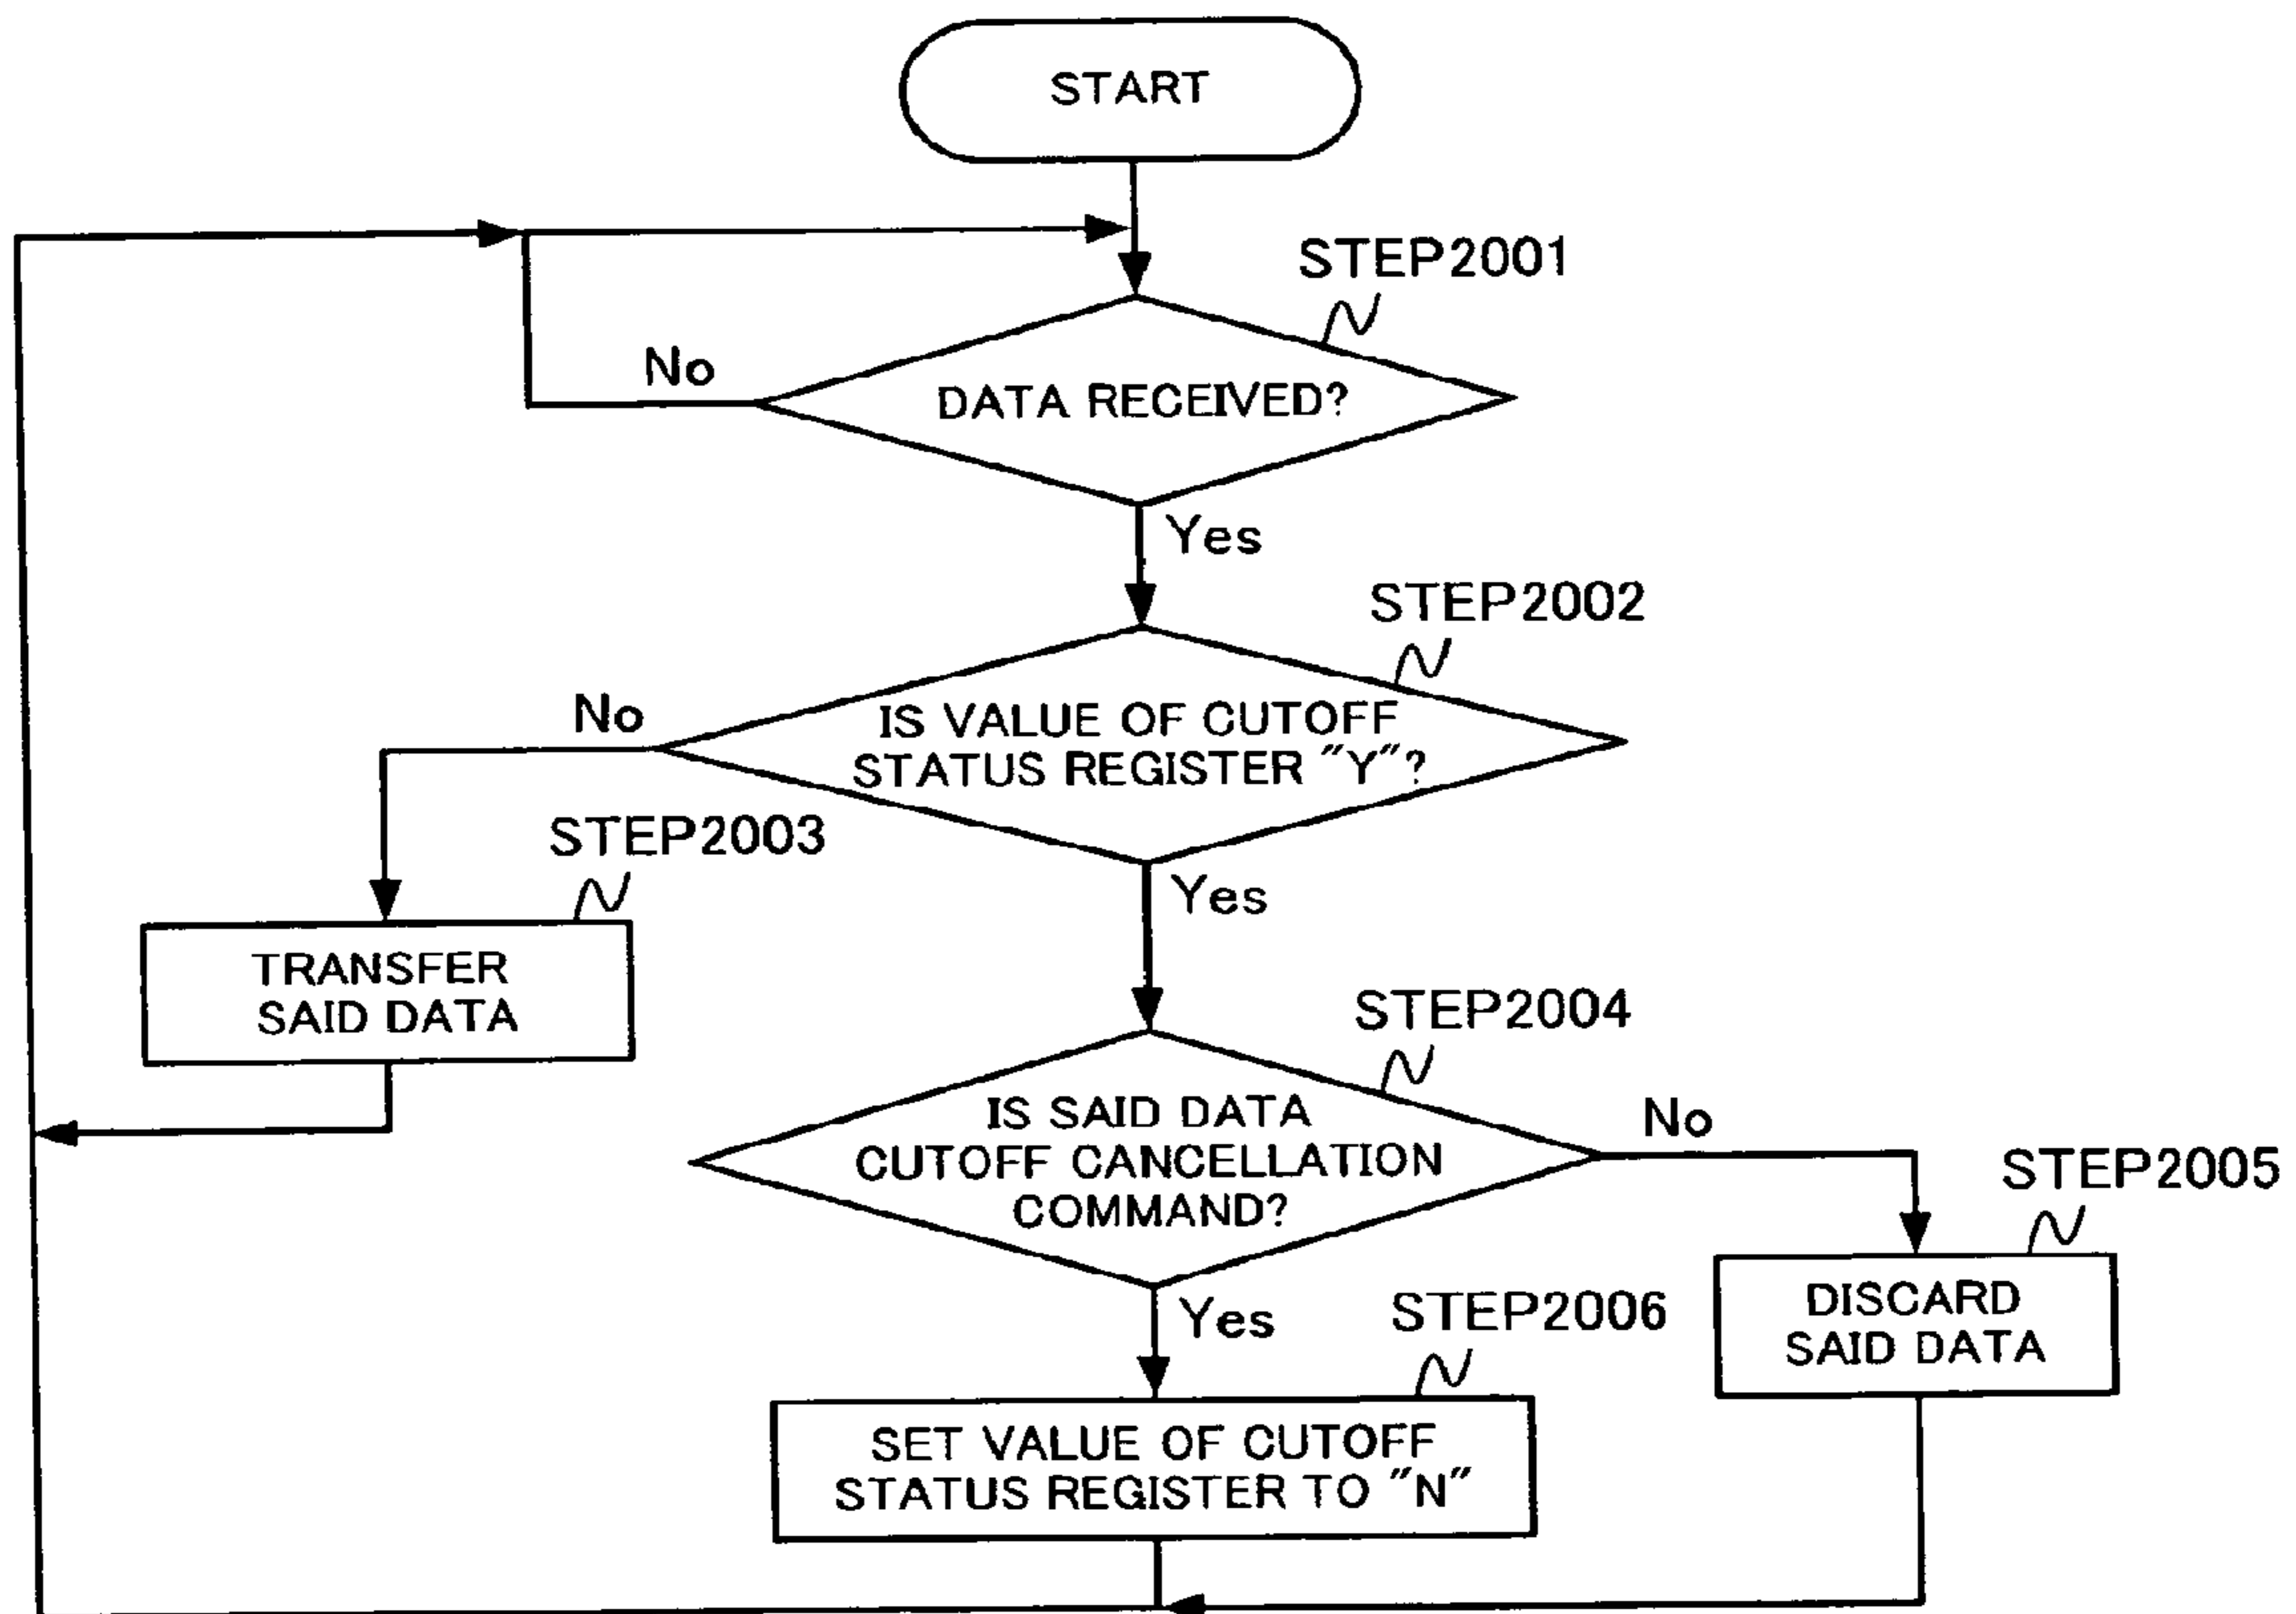 START
STEP2001
No
DATA RECEIVED?
Yes
STEP2002
No
IS VALUE OF CUTOFF
STATUS REGISTER "Y"?
STEP2003
Yes
TRANSFER
SAID DATA
STEP2004
IS SAID DATA
CUTOFF CANCELLATION
COMMAND?
No
STEP2005
DISCARD
SAID DATA
Yes
STEP2006
SET VALUE OF CUTOFF
STATUS REGISTER TO "N"